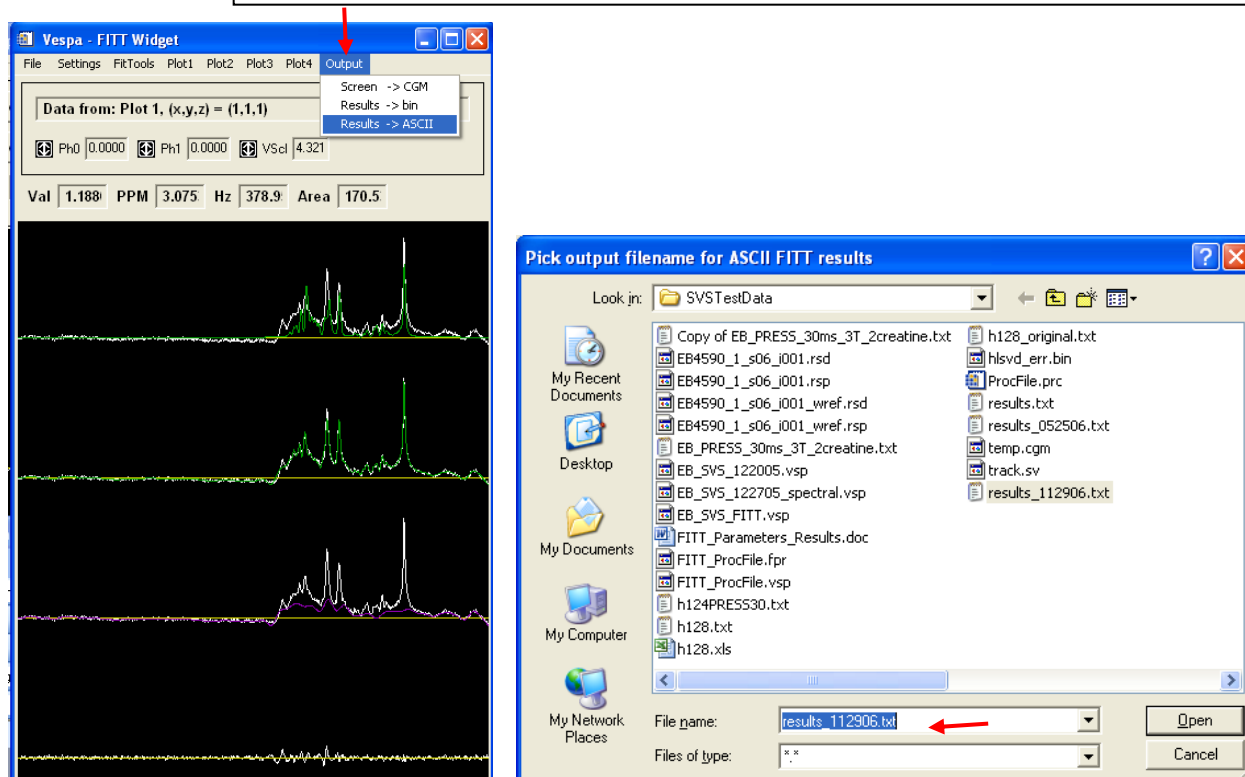 Vespa - FITT Widget
File Settings FitTools Plot1 Plot2 Plot3 Plot4 Output
Screen -> CGM
Results -> bin
Results -> ASCII
Data from: Plot 1, (x,y,z) = (1,1,1)
Ph0 0.0000 Ph1 0.0000 VScl 4.321
Val 1.188 PPM 3.075 Hz 378.9 Area 170.5
Pick output filename for ASCII FITT results
Look in: SVSTestData
My Recent Documents
Desktop
My Documents
My Computer
My Network Places
Copy of EB_PRESS_30ms_3T_2creatine.txt
EB4590_1_s06_i001.rsd
EB4590_1_s06_i001.rsp
EB4590_1_s06_i001_wref.rsd
EB4590_1_s06_i001_wref.rsp
EB_PRESS_30ms_3T_2creatine.txt
EB_SVS_122005.vsp
EB_SVS_122705_spectral.vsp
EB_SVS_FITT.vsp
FITT_Parameters_Results.doc
FITT_ProcFile.fpr
FITT_ProcFile.vsp
h124PRESS30.txt
h128.txt
h128.xls
h128_original.txt
hlsvd_err.bin
ProcFile.prc
results.txt
results_052506.txt
temp.cgm
track.sv
results_112906.txt
File name: results_112906.txt Open
Files of type: *.* Cancel